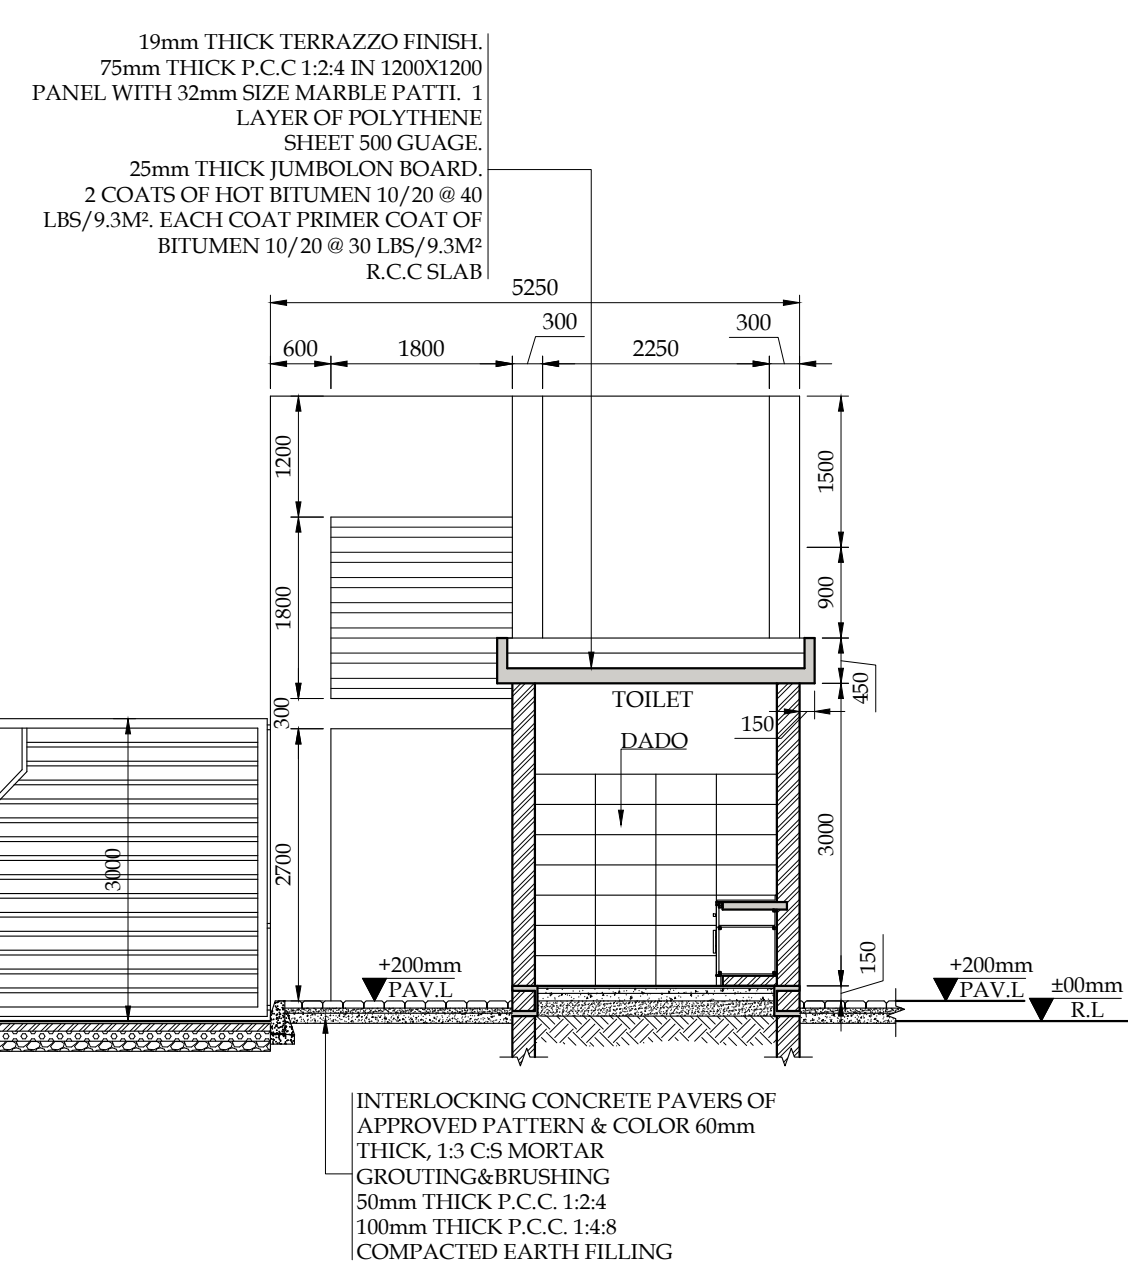 19mm THICK TERRAZZO FINISH.
75mm THICK P.C.C 1:2:4 IN 1200X1200
PANEL WITH 32mm SIZE MARBLE PATTI. 1
LAYER OF POLYTHENE
SHEET 500 GUAGE.
25mm THICK JUMBOLON BOARD.
2 COATS OF HOT BITUMEN 10/20 @ 40
LBS/9.3M². EACH COAT PRIMER COAT OF
BITUMEN 10/20 @ 30 LBS/9.3M²
R.C.C SLAB
5250
300
300
600
1800
2250
1200
1500
1800
900
450
300
TOILET
150
DADO
3000
2700
3000
150
+200mm
PAV.L
+200mm
PAV.L
±00mm
R.L
INTERLOCKING CONCRETE PAVERS OF
APPROVED PATTERN & COLOR 60mm
THICK, 1:3 C:S MORTAR
GROUTING&BRUSHING
50mm THICK P.C.C. 1:2:4
100mm THICK P.C.C. 1:4:8
COMPACTED EARTH FILLING